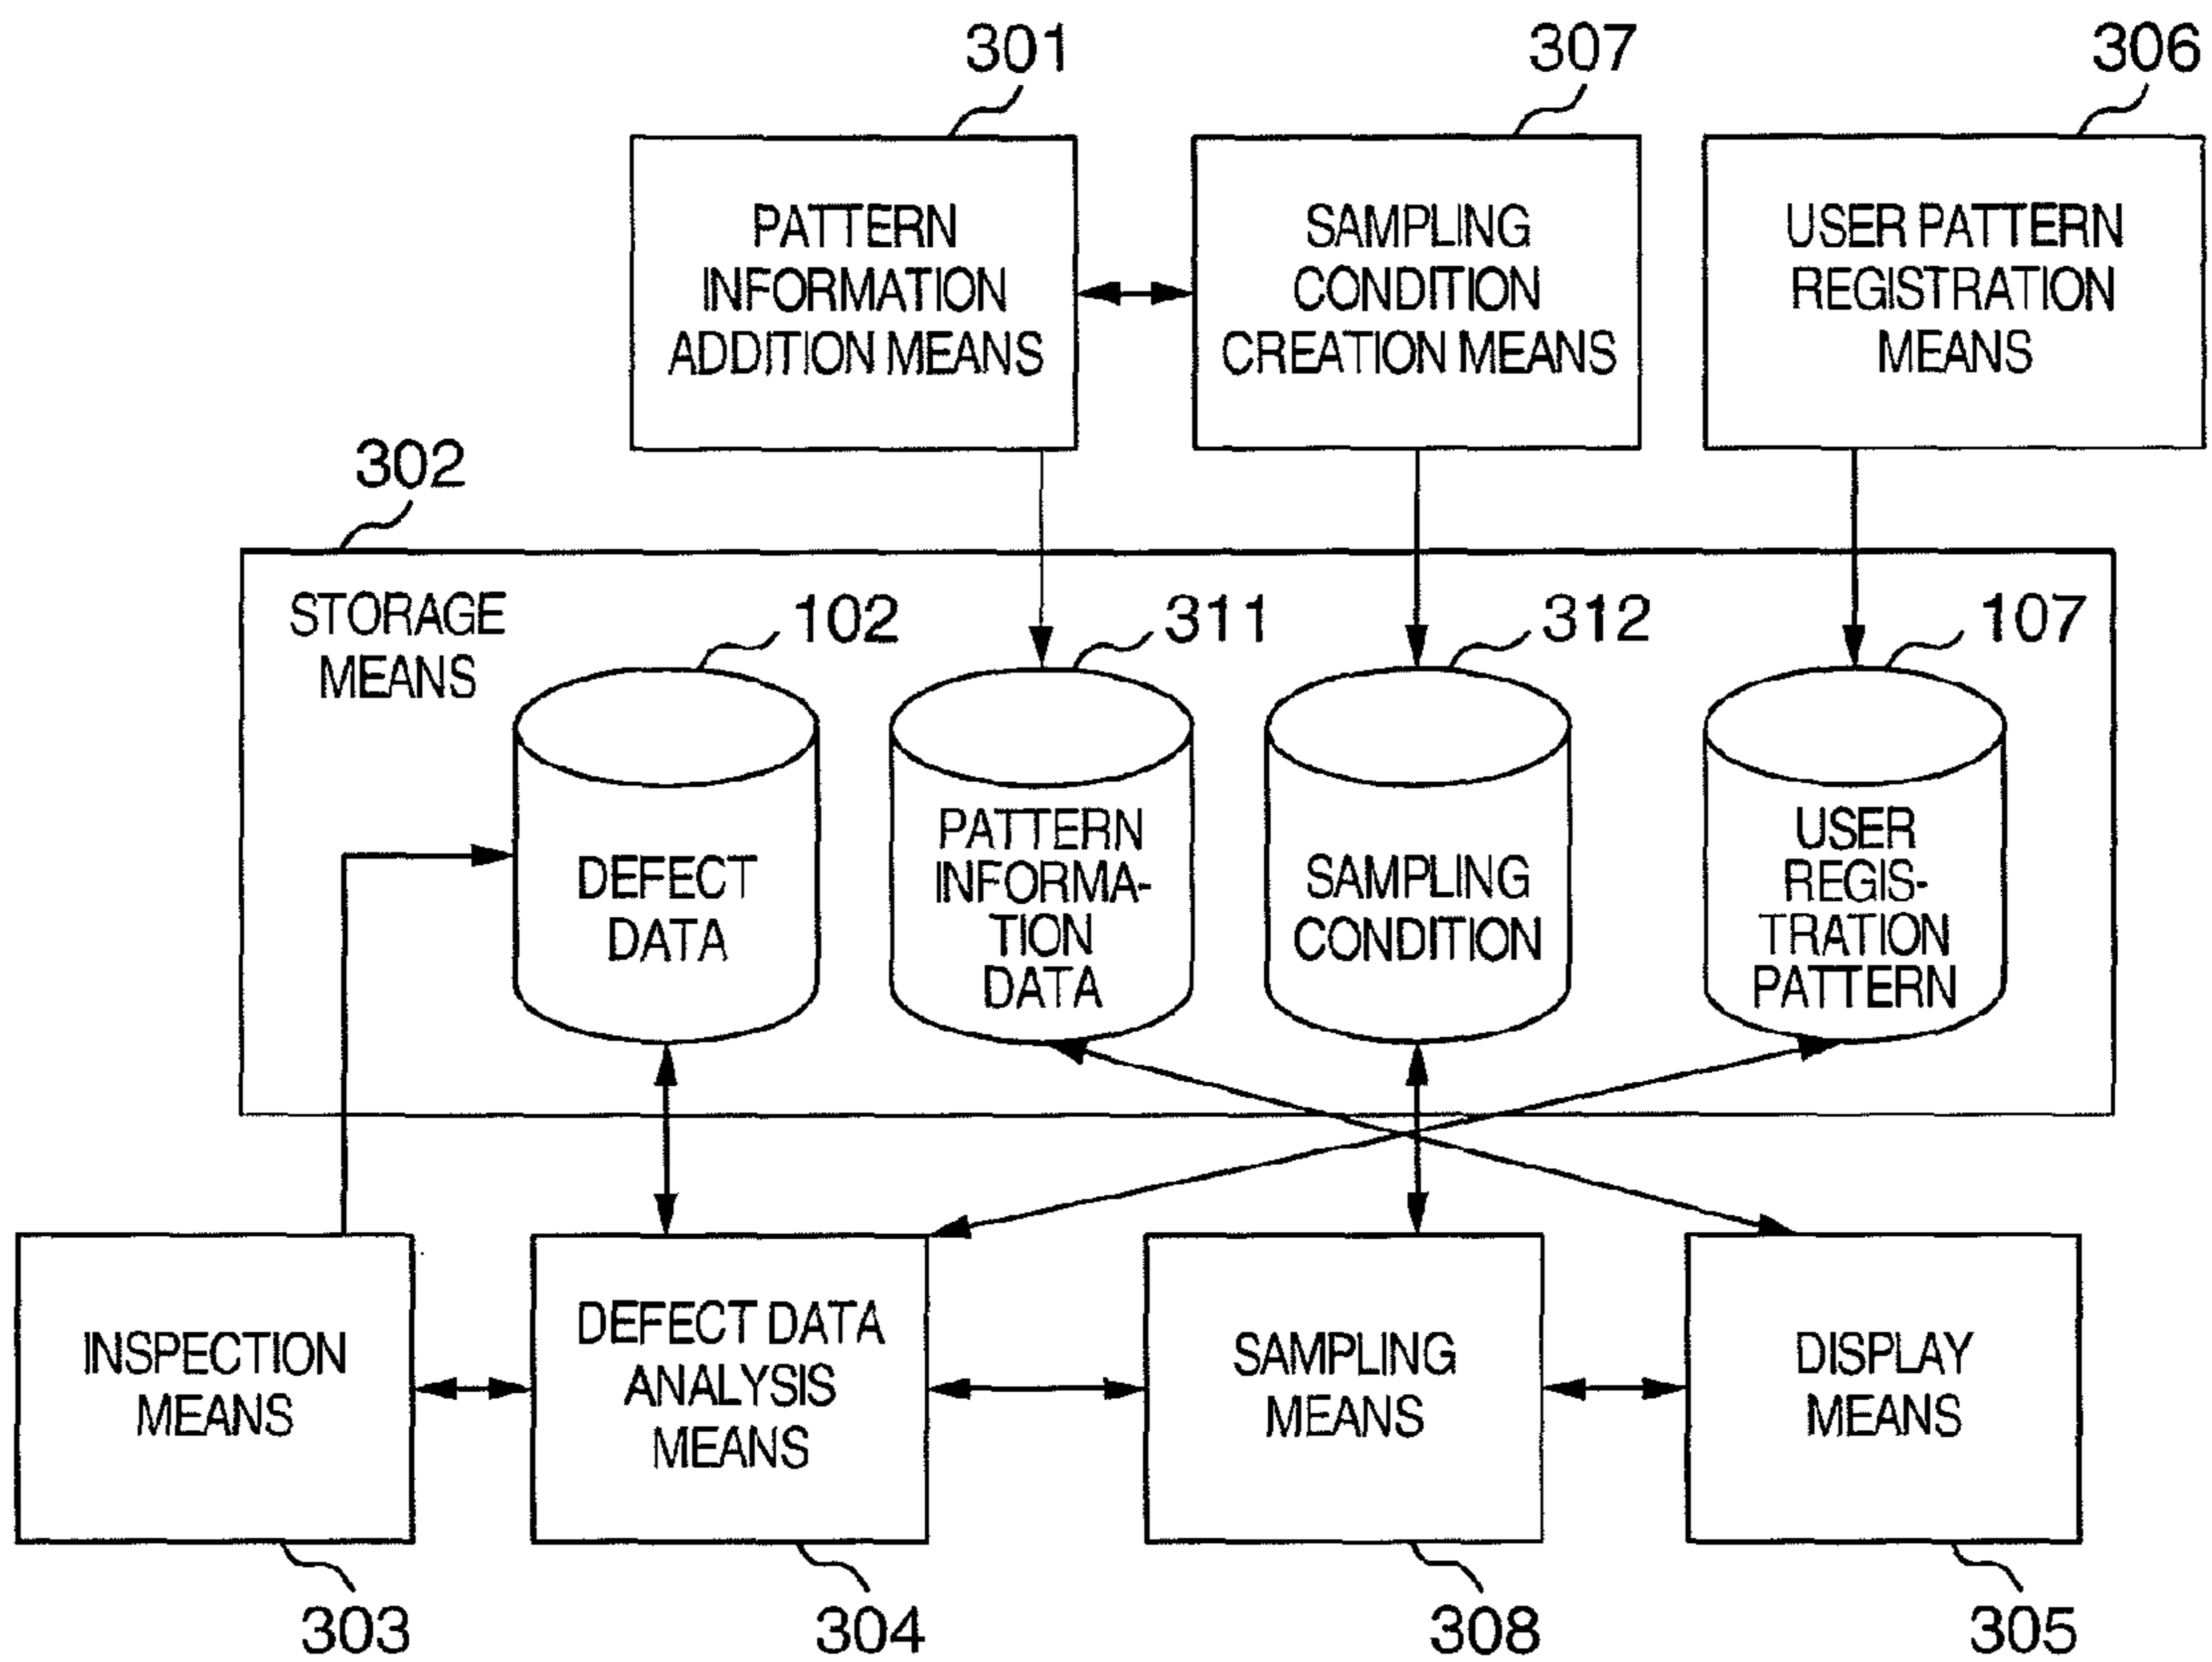 301
307
306
PATTERN
INFORMATION
ADDITION MEANS
SAMPLING
CONDITION
CREATION MEANS
USER PATTERN
REGISTRATION
MEANS
302
STORAGE
MEANS
102
311
312
107
DEFECT
DATA
PATTERN
INFORMA-
TION
DATA
SAMPLING
CONDITION
USER
REGIS-
TRATION
PATTERN
INSPECTION
MEANS
DEFECT DATA
ANALYSIS
MEANS
SAMPLING
MEANS
DISPLAY
MEANS
303
304
308
305